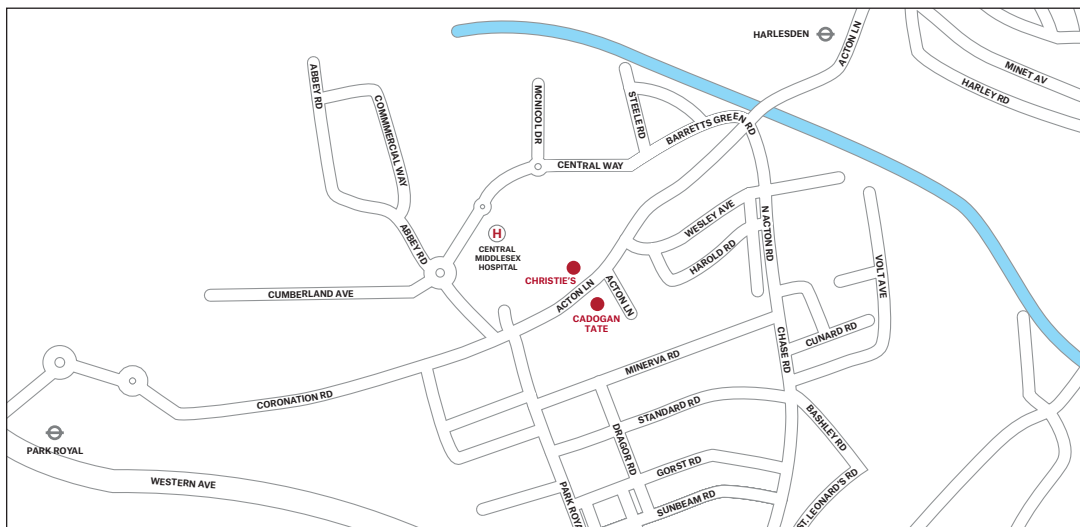 HARLESDEN
ACTON LN
MINET AV
HARLEY RD
ABBEY RD
COMMMERCIAL WAY
MCNICOL DR
STEELE RD
BARRETTS GREEN RD
CENTRAL WAY
H
CENTRAL
MIDDLESEX
HOSPITAL
ABBEY RD
WESLEY AVE
N ACTON RD
HAROLD RD
VOLT AVE
CHRISTIE'S
ACTON LN
ACTON LN
CADOGAN
TATE
CUMBERLAND AVE
CUNARD RD
CHASE RD
MINERVA RD
CORONATION RD
STANDARD RD
BASHLEY RD
DRAGOR RD
PARK ROYAL
GORST RD
WESTERN AVE
SUNBEAM RD
PARK ROYAL
ST. LEONARD'S RD